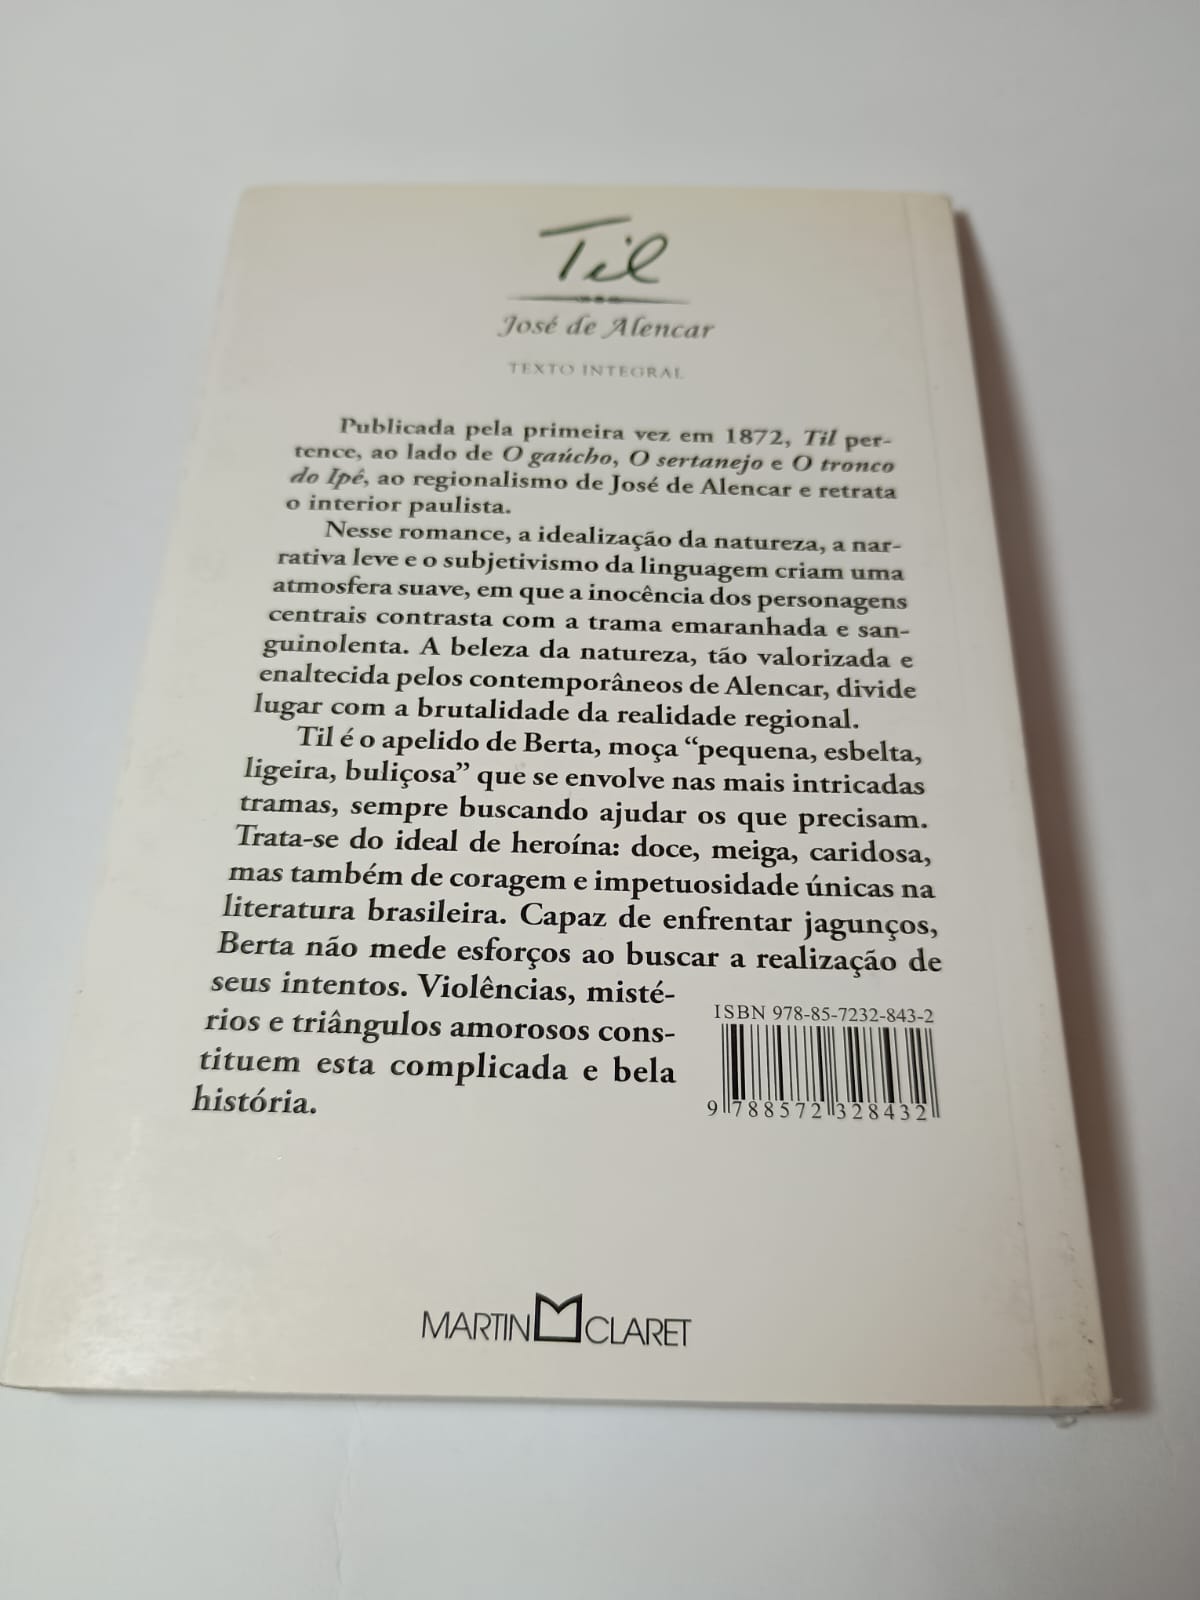 Til
José de Alencar
TEXTO INTEGRAL
Publicada pela primeira vez em 1872, Til per-
tence, ao lado de O gaúcho, O sertanejo e O tronco
do Ipê, ao regionalismo de José de Alencar e retrata
o interior paulista.
Nesse romance, a idealização da natureza, a nar-
rativa leve e o subjetivismo da linguagem criam uma
atmosfera suave, em que a inocência dos personagens
centrais contrasta com a trama emaranhada e san-
guinolenta. A beleza da natureza, tão valorizada e
enaltecida pelos contemporâneos de Alencar, divide
lugar com a brutalidade da realidade regional.
Til é o apelido de Berta, moça “pequena, esbelta,
ligeira, buliçosa” que se envolve nas mais intricadas
tramas, sempre buscando ajudar os que precisam.
Trata-se do ideal de heroína: doce, meiga, caridosa,
mas também de coragem e impetuosidade únicas na
literatura brasileira. Capaz de enfrentar jagunços,
Berta não mede esforços ao buscar a realização de
seus intentos. Violências, misté-
rios e triângulos amorosos cons-
tituem esta complicada e bela
história.
ISBN 978-85-7232-843-2
9 788572 328432
MARTIN CLARET